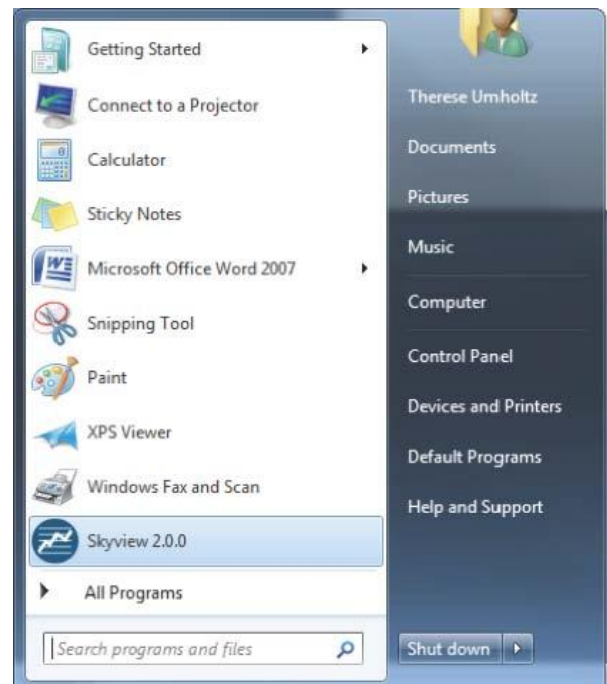 Getting Started
Connect to a Projector
Calculator
Sticky Notes
Microsoft Office Word 2007
Snipping Tool
Paint
XPS Viewer
Windows Fax and Scan
Skyview 2.0.0
All Programs
Search programs and files
Therese Umholtz
Documents
Pictures
Music
Computer
Control Panel
Devices and Printers
Default Programs
Help and Support
Shut down